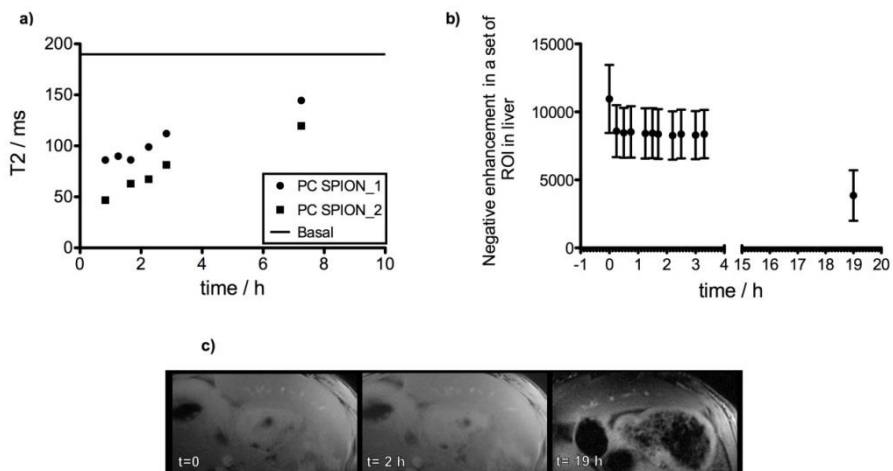 a)
200
150
100
50
0
T2 / ms
0 2 4 6 8 10
time / h
PC SPION_1
PC SPION_2
Basal
b)
15000
10000
5000
0
Negative enhancement in a set of
ROI in liver
-1 0 1 2 3 4 15 16 17 18 19 20
time / h
c)
t=0
t= 2 h
t= 19 h